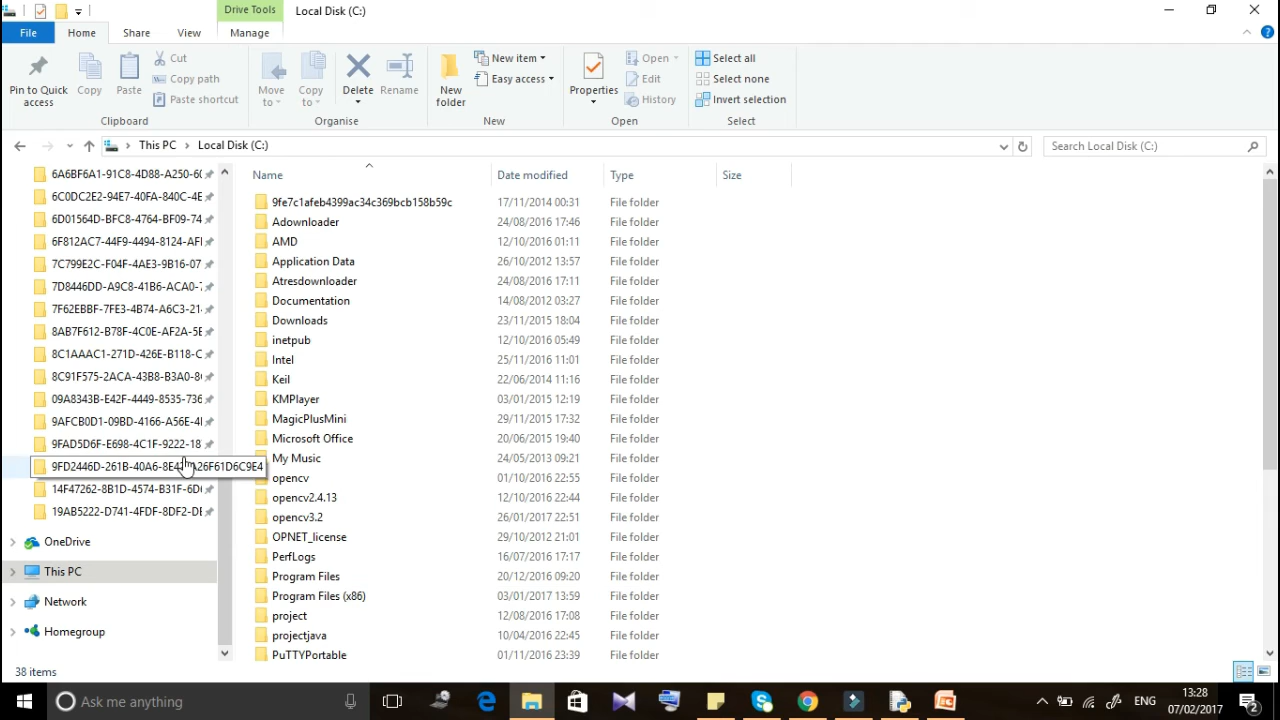 Drive Tools
Local Disk (C:)
File
Home
Share
View
Manage
Pin to Quick access
Copy
Paste
Cut
Copy path
Paste shortcut
Move to
Copy to
Delete
Rename
New folder
New item
Easy access
Properties
Open
Edit
History
Select all
Select none
Invert selection
Clipboard
Organise
New
Open
Select
This PC
Local Disk (C:)
Search Local Disk (C:)
6A6BF6A1-91C8-4D88-A250-6
6C0DC2E2-94E7-40FA-840C-4E
6D01564D-BFC8-4764-BF09-74
6F812AC7-44F9-4494-8124-AF
7C799E2C-F04F-4AE3-9B16-07
7D8446DD-A9C8-41B6-ACA0-
7F62EBBF-7FE3-4B74-A6C3-21
8AB7F612-B78F-4C0E-AF2A-5E
8C1AAAC1-271D-426E-B118-C
8C91F575-2ACA-43B8-B3A0-8
09A8343B-E42F-4449-8535-736
9AFCB0D1-09BD-4166-A56E-4
9FAD5D6F-E698-4C1F-9222-18
14F47262-8B1D-4574-B31F-6D
19AB5222-D741-4FDF-8DF2-DE
OneDrive
This PC
Network
Homegroup
Name Date modified Type Size
9fe7c1afeb4399ac34c369bcb158b59c 17/11/2014 00:31 File folder
Adownloader 24/08/2016 17:46 File folder
AMD 12/10/2016 01:11 File folder
Application Data 26/10/2012 13:57 File folder
Atresdownloader 24/08/2016 17:11 File folder
Documentation 14/08/2012 03:27 File folder
Downloads 23/11/2015 18:04 File folder
inetpub 12/10/2016 05:49 File folder
Intel 25/11/2016 11:01 File folder
Keil 22/06/2014 11:16 File folder
KMPlayer 03/01/2015 12:19 File folder
MagicPlusMini 29/11/2015 17:32 File folder
Microsoft Office 20/06/2015 19:40 File folder
My Music 24/05/2013 09:21 File folder
opencv 01/10/2016 22:55 File folder
opencv2.4.13 12/10/2016 22:44 File folder
opencv3.2 26/01/2017 22:51 File folder
OPNET_license 29/10/2012 21:01 File folder
PerfLogs 16/07/2016 17:17 File folder
Program Files 20/12/2016 09:20 File folder
Program Files (x86) 03/01/2017 13:59 File folder
project 12/08/2016 17:08 File folder
projectjava 10/04/2016 22:45 File folder
PuTTYPortable 01/11/2016 23:39 File folder
38 items
Ask me anything
ENG
13:28
07/02/2017
2